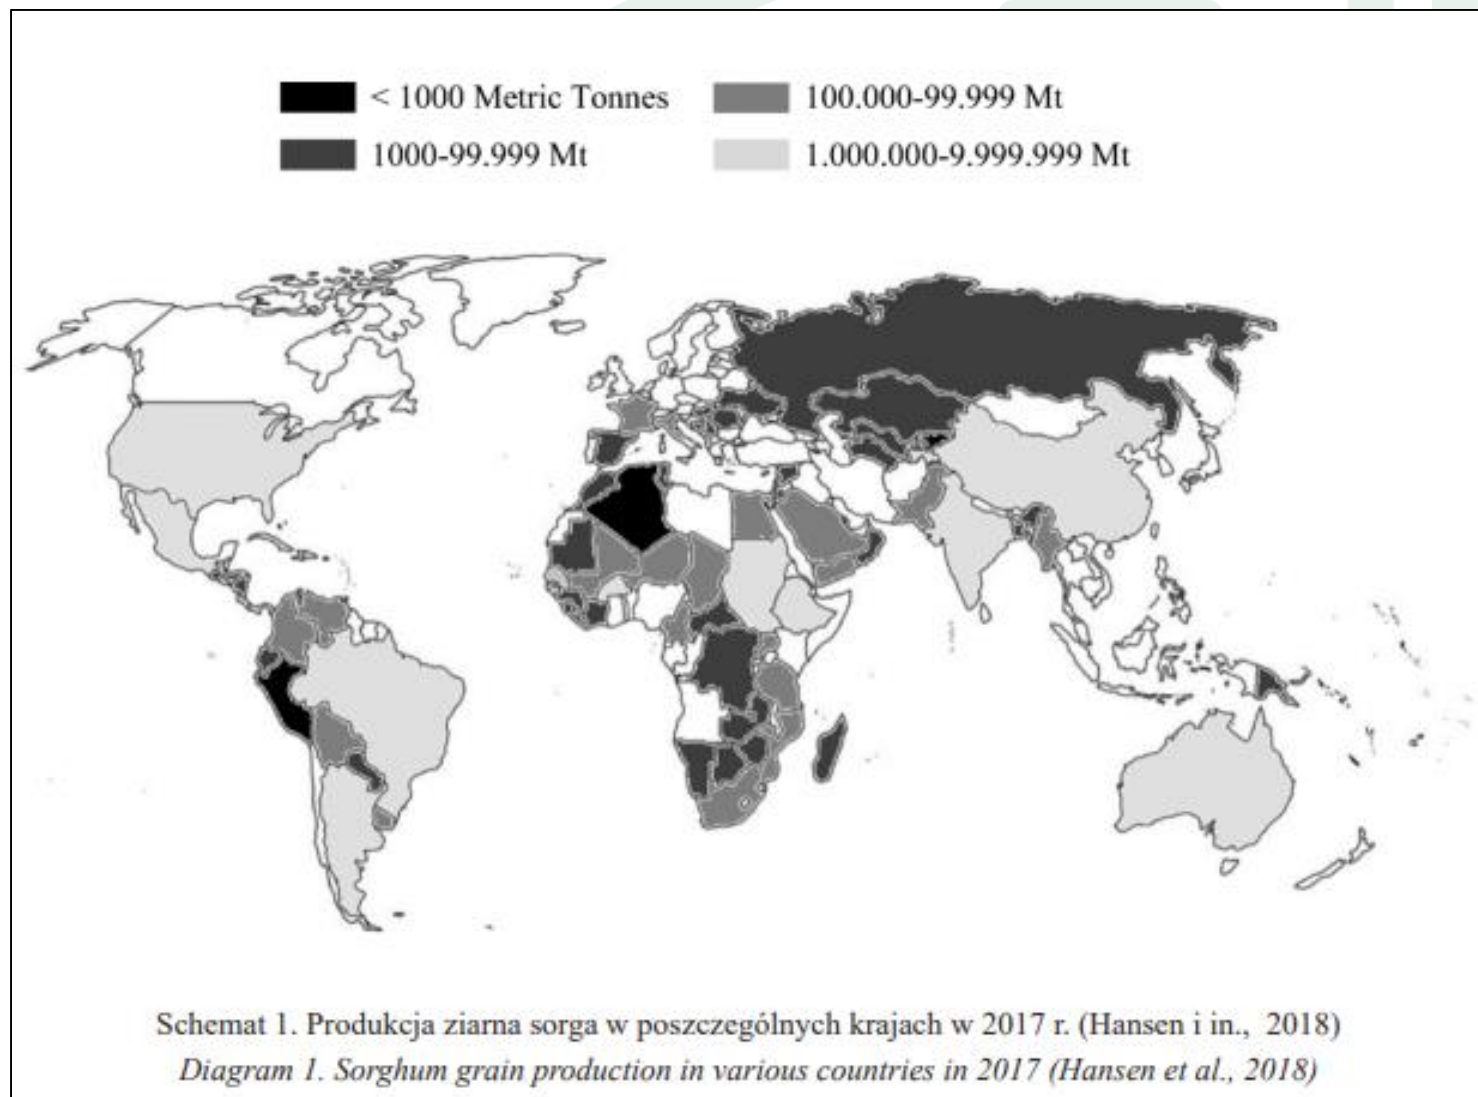 < 1000 Metric Tonnes
100.000-99.999 Mt
1000-99.999 Mt
1.000.000-9.999.999 Mt
Schemat 1. Produkcja ziarna sorga w poszczególnych krajach w 2017 r. (Hansen i in., 2018)
Diagram 1. Sorghum grain production in various countries in 2017 (Hansen et al., 2018)